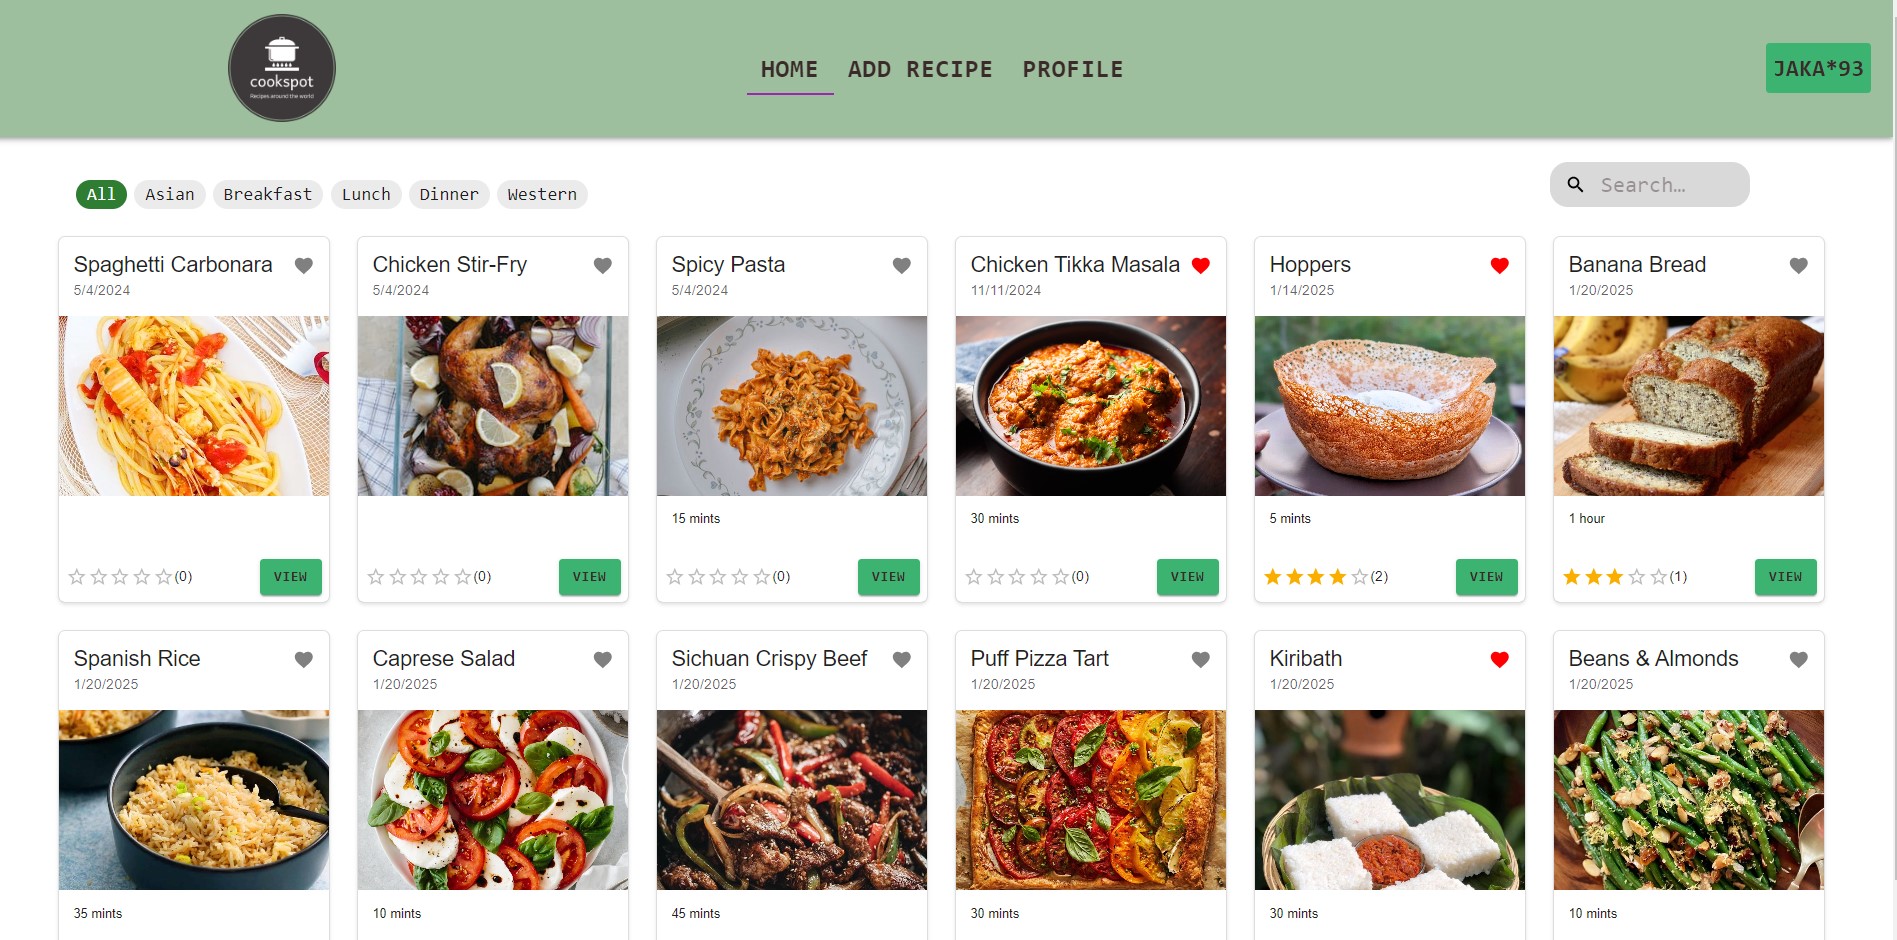 cookspot
Recipes around the world
HOME ADD RECIPE PROFILE
JAKA*93
All Asian Breakfast Lunch Dinner Western
Search…
Spaghetti Carbonara
5/4/2024
(0) VIEW
Chicken Stir-Fry
5/4/2024
(0) VIEW
Spicy Pasta
5/4/2024
15 mints
(0) VIEW
Chicken Tikka Masala
11/11/2024
30 mints
(0) VIEW
Hoppers
1/14/2025
5 mints
(2) VIEW
Banana Bread
1/20/2025
1 hour
(1) VIEW
Spanish Rice
1/20/2025
35 mints
Caprese Salad
1/20/2025
10 mints
Sichuan Crispy Beef
1/20/2025
45 mints
Puff Pizza Tart
1/20/2025
30 mints
Kiribath
1/20/2025
30 mints
Beans & Almonds
1/20/2025
10 mints